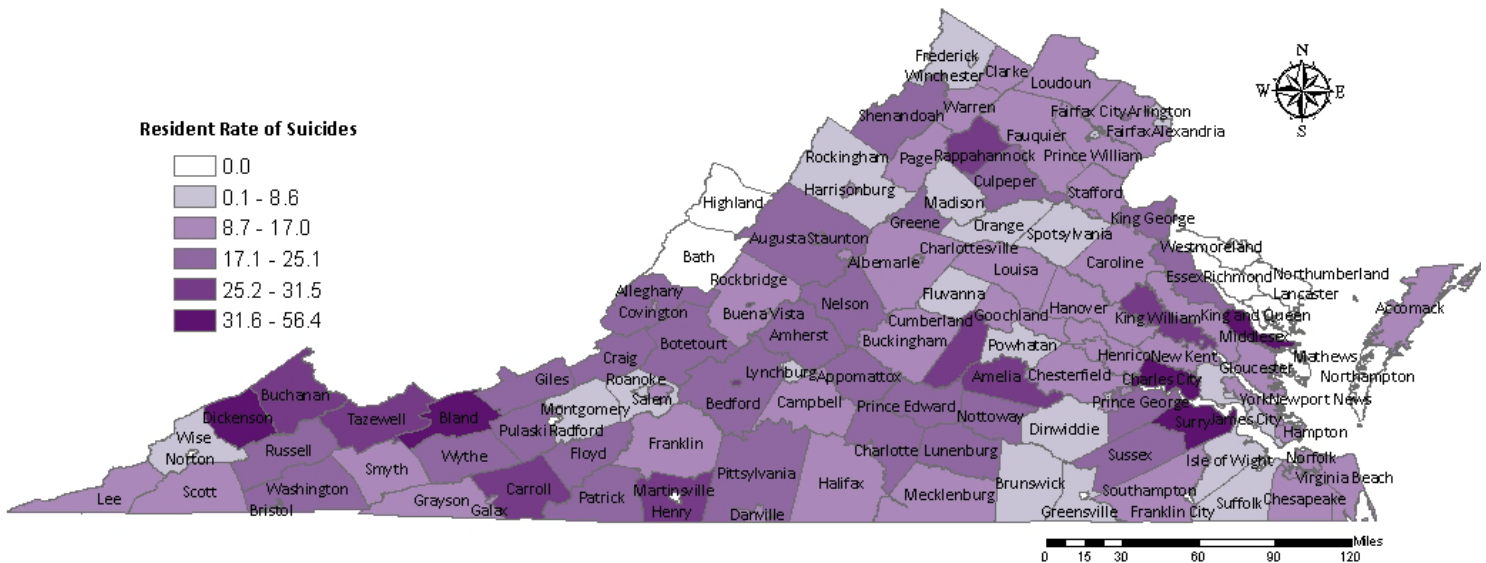 N
W E
S
Resident Rate of Suicides
0.0
0.1 - 8.6
8.7 - 17.0
17.1 - 25.1
25.2 - 31.5
31.6 - 56.4
Frederick
Winchester
Clarke
Loudoun
Warren
Shenandoah
Fairfax City
Arlington
Fairfax
Alexandria
Fauquier
Rockingham
Page
Rappahannock
Prince William
Culpeper
Harrisonburg
Stafford
Highland
Madison
Greene
Orange
King George
Spotsylvania
Augusta
Staunton
Westmoreland
Charlottesville
Bath
Albemarle
Caroline
Louisa
Essex
Richmond
Northumberland
Rockbridge
Alleghany
Fluvanna
Lancaster
Nelson
Hanover
Accomack
Covington
Buena Vista
Goochland
King William
King and Queen
Cumberland
Amherst
Buckingham
Middlesex
Botetourt
Powhatan
Craig
Henrico
New Kent
Mathews
Gloucester
Lynchburg
Appomattox
Amelia
Chesterfield
Charles City
Northampton
Giles
Roanoke
Buchanan
Salem
Bedford
Campbell
Prince Edward
Prince George
York
Newport News
Montgomery
Dickenson
Tazewell
Bland
Nottoway
Surry
James City
Pulaski
Radford
Dinwiddie
Hampton
Wise
Franklin
Russell
Floyd
Charlotte
Lunenburg
Sussex
Norton
Wythe
Isle of Wight
Norfolk
Smyth
Pittsylvania
Virginia Beach
Washington
Carroll
Martinsville
Halifax
Brunswick
Southampton
Lee
Scott
Grayson
Patrick
Mecklenburg
Suffolk
Chesapeake
Bristol
Galax
Henry
Danville
Greensville
Franklin City
Miles
0 15 30 60 90 120